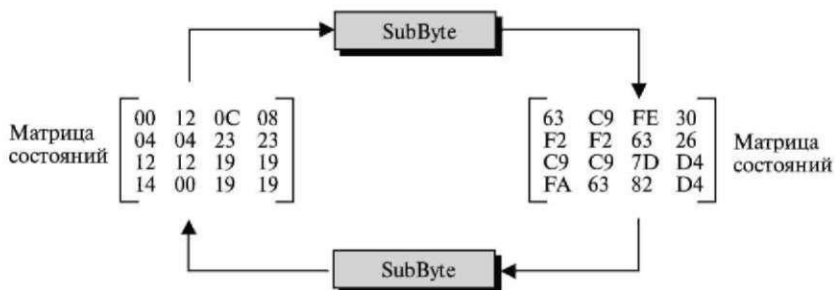 SubByte
Матрица
состояний
00 12 0C 08
04 04 23 23
12 12 19 19
14 00 19 19
63 C9 FE 30
F2 F2 63 26
C9 C9 7D D4
FA 63 82 D4
Матрица
состояний
SubByte